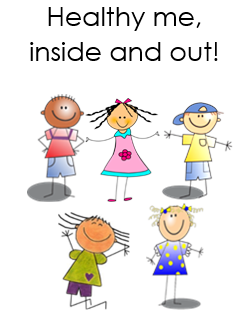 Healthy me,
inside and out!